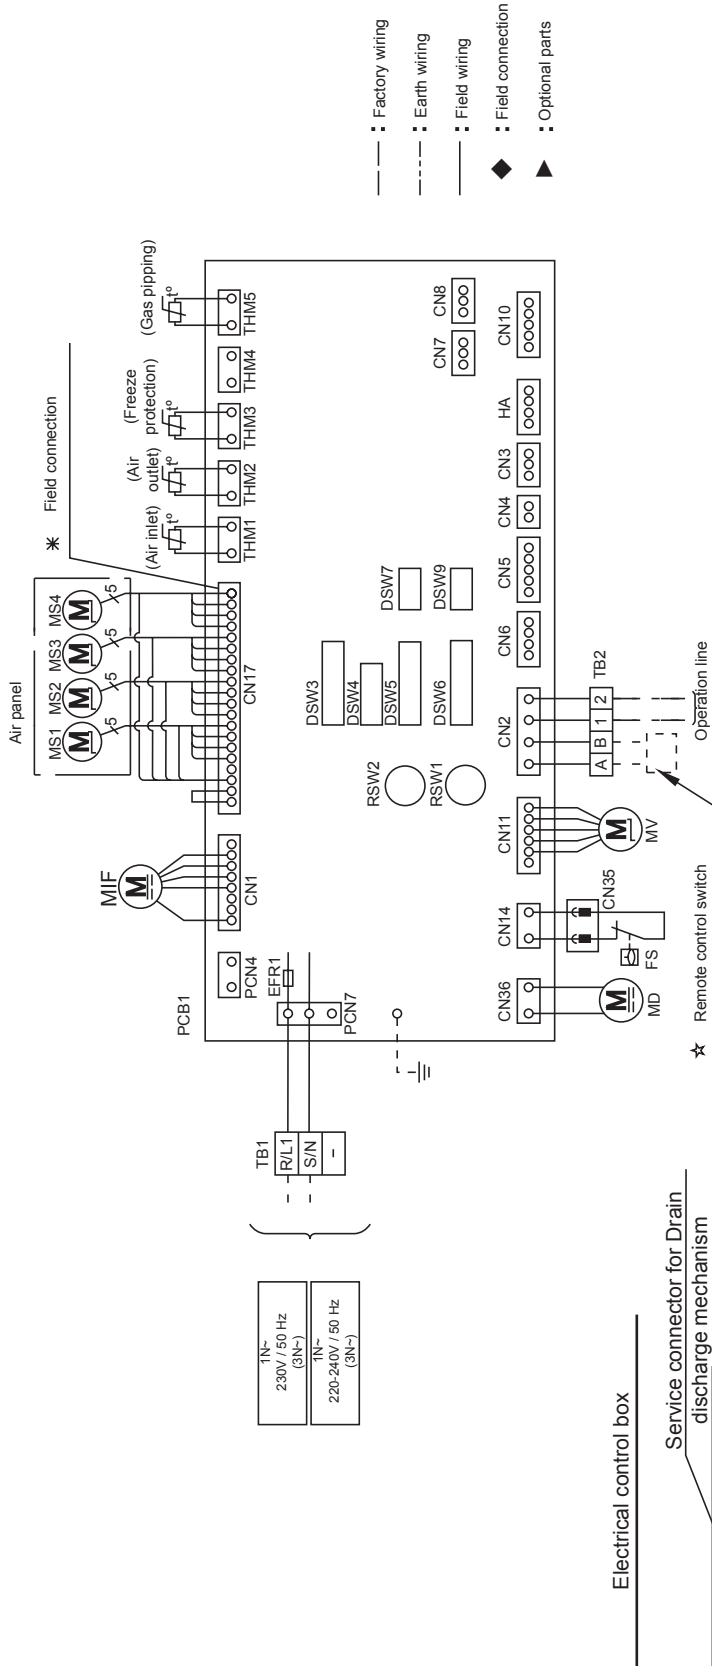 Air panel
MS1
MS2
MS3
MS4
M
M
M
M
5
5
5
5
✳ Field connection
MIF
M
(Air inlet)
(Air
outlet)
(Freeze
protection)
(Gas pipping)
tº
tº
tº
tº
PCB1
PCN4
CN1
CN17
THM1
THM2
THM3
THM4
THM5
EFR1
PCN7
TB1
R/L1
S/N
–
1N~
230V / 50 Hz
(3N~)
1N~
220-240V / 50 Hz
(3N~)
RSW2
RSW1
DSW3
DSW4
DSW5
DSW6
DSW7
DSW9
CN7
CN8
CN36
CN14
CN11
CN2
CN6
CN5
CN4
CN3
HA
CN10
CN35
FS
M
MD
M
MV
A
B
1
2
TB2
Operation line
☆ Remote control switch
: Factory wiring
: Earth wiring
: Field wiring
: Field connection
: Optional parts
Electrical control box
Service connector for Drain
discharge mechanism